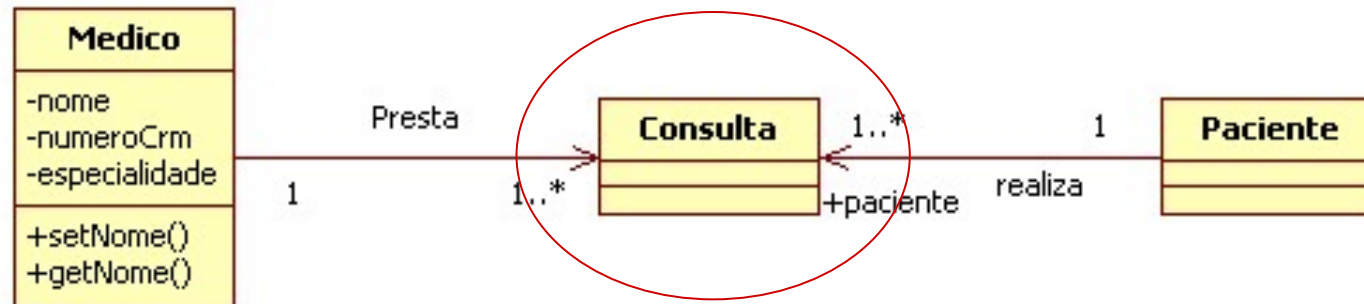 Medico
-nome
-numeroCrm
-especialidade
+setNome()
+getNome()
Presta
1
1..*
Consulta
1..*
+paciente
1
realiza
Paciente